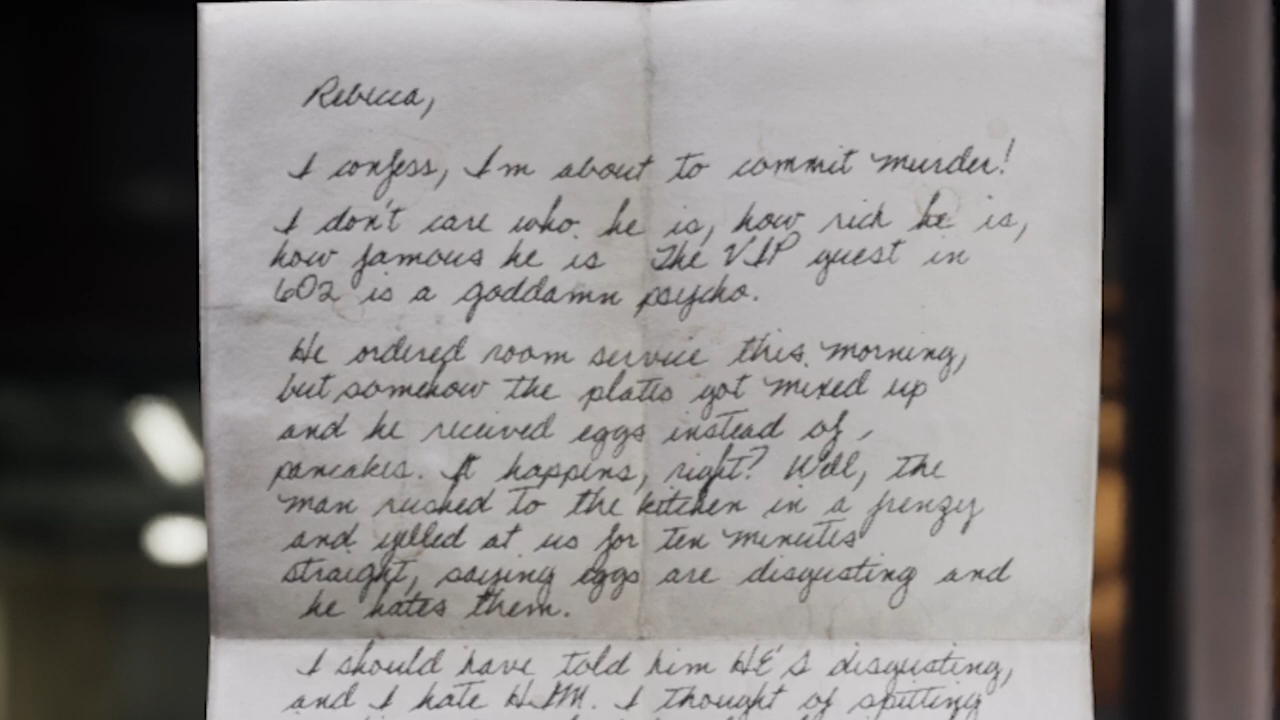 Rebecca,
I confess, I'm about to commit murder!
I don't care who he is, how rich he is,
how famous he is The VIP guest in
602 is a goddamn psycho.
He ordered room service this morning,
but somehow the plates got mixed up
and he received eggs instead of
pancakes. It happens, right? Well, the
man rushed to the kitchen in a frenzy
and yelled at us for ten minutes
straight, saying eggs are disgusting and
he hates them.
I should have told him HE'S disgusting,
and I hate HIM. I thought of spitting